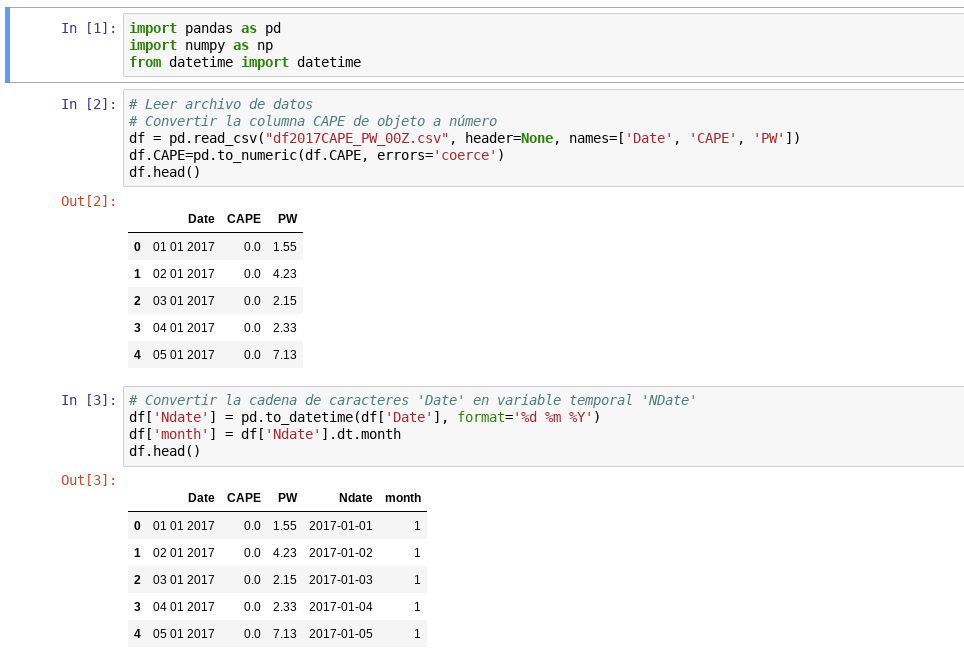 In [1]: import pandas as pd
import numpy as np
from datetime import datetime
In [2]: # Leer archivo de datos
# Convertir la columna CAPE de objeto a número
df = pd.read_csv("df2017CAPE_PW_00Z.csv", header=None, names=['Date', 'CAPE', 'PW'])
df.CAPE=pd.to_numeric(df.CAPE, errors='coerce')
df.head()
Out[2]:
Date CAPE PW
0 01 01 2017 0.0 1.55
1 02 01 2017 0.0 4.23
2 03 01 2017 0.0 2.15
3 04 01 2017 0.0 2.33
4 05 01 2017 0.0 7.13
In [3]: # Convertir la cadena de caracteres 'Date' en variable temporal 'NDate'
df['Ndate'] = pd.to_datetime(df['Date'], format='%d %m %Y')
df['month'] = df['Ndate'].dt.month
df.head()
Out[3]:
Date CAPE PW Ndate month
0 01 01 2017 0.0 1.55 2017-01-01 1
1 02 01 2017 0.0 4.23 2017-01-02 1
2 03 01 2017 0.0 2.15 2017-01-03 1
3 04 01 2017 0.0 2.33 2017-01-04 1
4 05 01 2017 0.0 7.13 2017-01-05 1